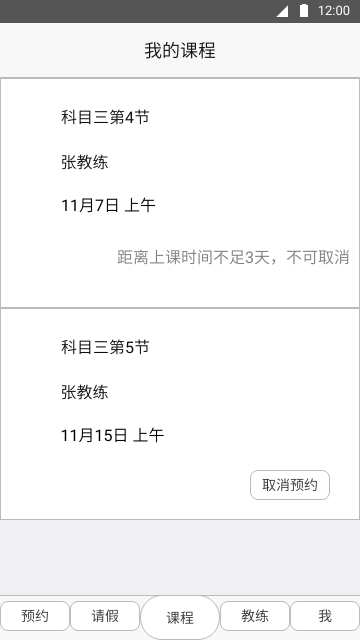 12:00
我的课程
科目三第4节
张教练
11月7日 上午
距离上课时间不足3天，不可取消
科目三第5节
张教练
11月15日 上午
取消预约
预约 请假 课程 教练 我